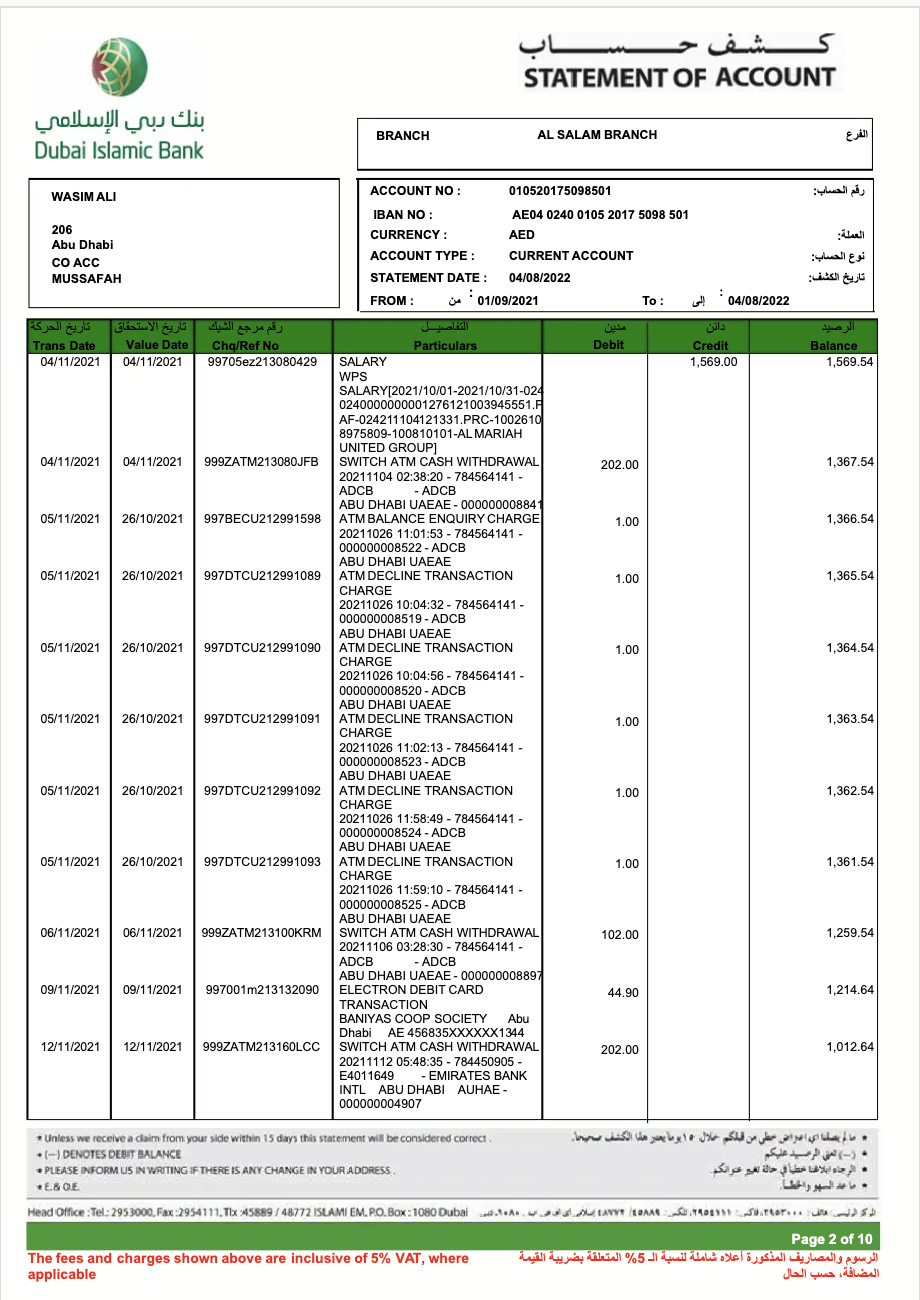 كـــشـــف حـــســـاب
STATEMENT OF ACCOUNT
بنك دبي الإسلامي
Dubai Islamic Bank
BRANCH AL SALAM BRANCH الفرع
WASIM ALI
206
Abu Dhabi
CO ACC
MUSSAFAH
ACCOUNT NO : 010520175098501 رقم الحساب:
IBAN NO : AE04 0240 0105 2017 5098 501
CURRENCY : AED العملة:
ACCOUNT TYPE : CURRENT ACCOUNT نوع الحساب:
STATEMENT DATE : 04/08/2022 تاريخ الكشف:
FROM : من : 01/09/2021 To : إلى : 04/08/2022
تاريخ الحركة تاريخ الاستحقاق رقم مرجع الشيك التفاصيــل مدين دائن الرصيد
Trans Date Value Date Chq/Ref No Particulars Debit Credit Balance
04/11/2021 04/11/2021 99705ez213080429 SALARY 1,569.00 1,569.54
WPS
SALARY[2021/10/01-2021/10/31-024
0240000000001276121003945551.P
AF-024211104121331.PRC-1002610
8975809-100810101-AL MARIAH
UNITED GROUP]
04/11/2021 04/11/2021 999ZATM213080JFB SWITCH ATM CASH WITHDRAWAL 202.00 1,367.54
20211104 02:38:20 - 784564141 -
ADCB - ADCB
ABU DHABI UAEAE - 000000008841
05/11/2021 26/10/2021 997BECU212991598 ATM BALANCE ENQUIRY CHARGE 1.00 1,366.54
20211026 11:01:53 - 784564141 -
000000008522 - ADCB
ABU DHABI UAEAE
05/11/2021 26/10/2021 997DTCU212991089 ATM DECLINE TRANSACTION 1.00 1,365.54
CHARGE
20211026 10:04:32 - 784564141 -
000000008519 - ADCB
ABU DHABI UAEAE
05/11/2021 26/10/2021 997DTCU212991090 ATM DECLINE TRANSACTION 1.00 1,364.54
CHARGE
20211026 10:04:56 - 784564141 -
000000008520 - ADCB
ABU DHABI UAEAE
05/11/2021 26/10/2021 997DTCU212991091 ATM DECLINE TRANSACTION 1.00 1,363.54
CHARGE
20211026 11:02:13 - 784564141 -
000000008523 - ADCB
ABU DHABI UAEAE
05/11/2021 26/10/2021 997DTCU212991092 ATM DECLINE TRANSACTION 1.00 1,362.54
CHARGE
20211026 11:58:49 - 784564141 -
000000008524 - ADCB
ABU DHABI UAEAE
05/11/2021 26/10/2021 997DTCU212991093 ATM DECLINE TRANSACTION 1.00 1,361.54
CHARGE
20211026 11:59:10 - 784564141 -
000000008525 - ADCB
ABU DHABI UAEAE
06/11/2021 06/11/2021 999ZATM213100KRM SWITCH ATM CASH WITHDRAWAL 102.00 1,259.54
20211106 03:28:30 - 784564141 -
ADCB - ADCB
ABU DHABI UAEAE - 000000008897
09/11/2021 09/11/2021 997001m213132090 ELECTRON DEBIT CARD 44.90 1,214.64
TRANSACTION
BANIYAS COOP SOCIETY Abu
Dhabi AE 456835XXXXXX1344
12/11/2021 12/11/2021 999ZATM213160LCC SWITCH ATM CASH WITHDRAWAL 202.00 1,012.64
20211112 05:48:35 - 784450905 -
E4011649 - EMIRATES BANK
INTL ABU DHABI AUHAE -
000000004907
* Unless we receive a claim from your side within 15 days this statement will be considered correct . * ما لم يصلنا اي اعتراض خطي من قبلكم خلال ١٥ يوما يعتبر هذا الكشف صحيحا.
* (—) DENOTES DEBIT BALANCE * (—) تعني الرصيد عليكم
* PLEASE INFORM US IN WRITING IF THERE IS ANY CHANGE IN YOUR ADDRESS . * الرجاء ابلاغنا خطياً في حالة تغيير عنوانكم.
* E.& O.E. * ما عدا السهو والخطأ.
Head Office :Tel.: 2953000, Fax :2954111, Tlx :45889 / 48772 ISLAMI EM, P.O. Box : 1080 Dubai المركز الرئيسي: هاتف: ٢٩٥٣٠٠٠، فاكس: ٢٩٥٤١١١، تلكس: ٤٥٨٨٩/ ٤٨٧٧٢ إسلامي
Page 2 of 10
The fees and charges shown above are inclusive of 5% VAT, where
applicable
الرسوم والمصاريف المذكورة أعلاه شاملة لنسبة الـ 5% المتعلقة بضريبة القيمة
المضافة، حسب الحال